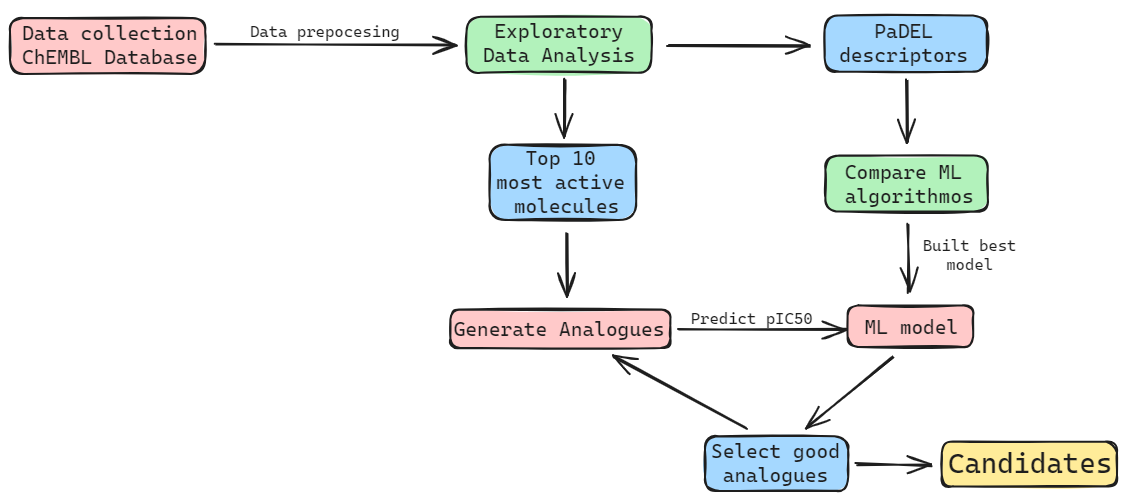 Data collection
ChEMBL Database
Data prepocesing
Exploratory
Data Analysis
PaDEL
descriptors
Top 10
most active
molecules
Compare ML
algorithmos
Built best
model
Generate Analogues
Predict pIC50
ML model
Select good
analogues
Candidates